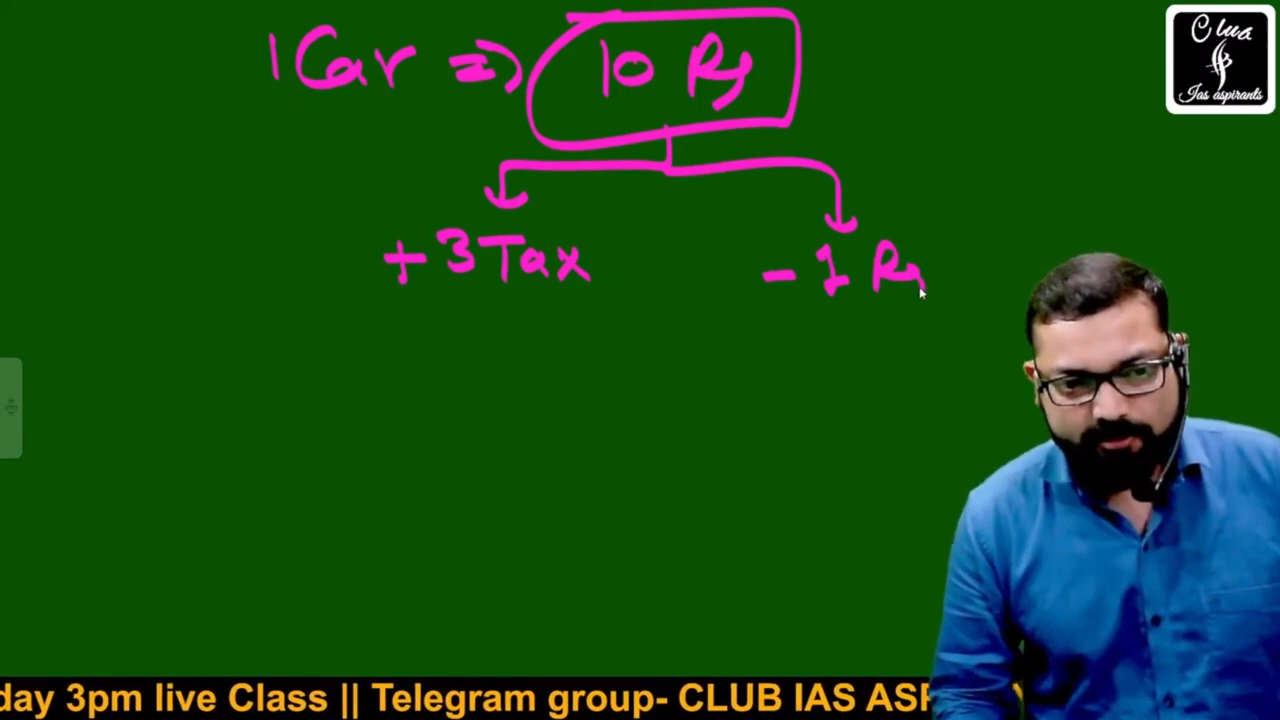 1 Car => 10 Rs
+3 Tax
- 1 Rs
Club
Ias aspirants
day 3pm live Class || Telegram group- CLUB IAS ASP